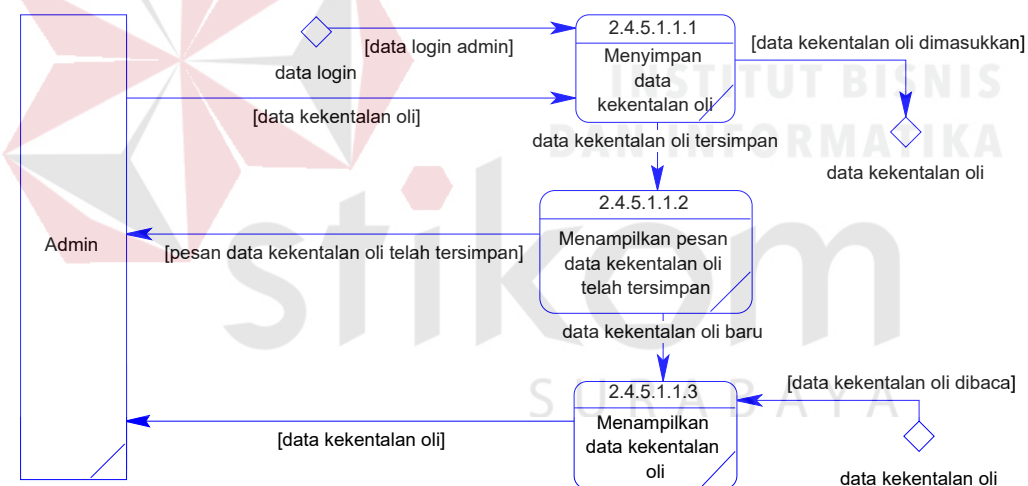 2.4.5.1.1.1
[data login admin]
[data kekentalan oli dimasukkan]
Menyimpan
data
kekentalan oli
data login
INSTITUT BISNIS
DAN INFORMATIKA
[data kekentalan oli]
data kekentalan oli tersimpan
data kekentalan oli
2.4.5.1.1.2
Admin
[pesan data kekentalan oli telah tersimpan]
Menampilkan pesan
data kekentalan oli
telah tersimpan
stikom
data kekentalan oli baru
SURABAYA
2.4.5.1.1.3
[data kekentalan oli dibaca]
Menampilkan
data kekentalan
oli
[data kekentalan oli]
data kekentalan oli